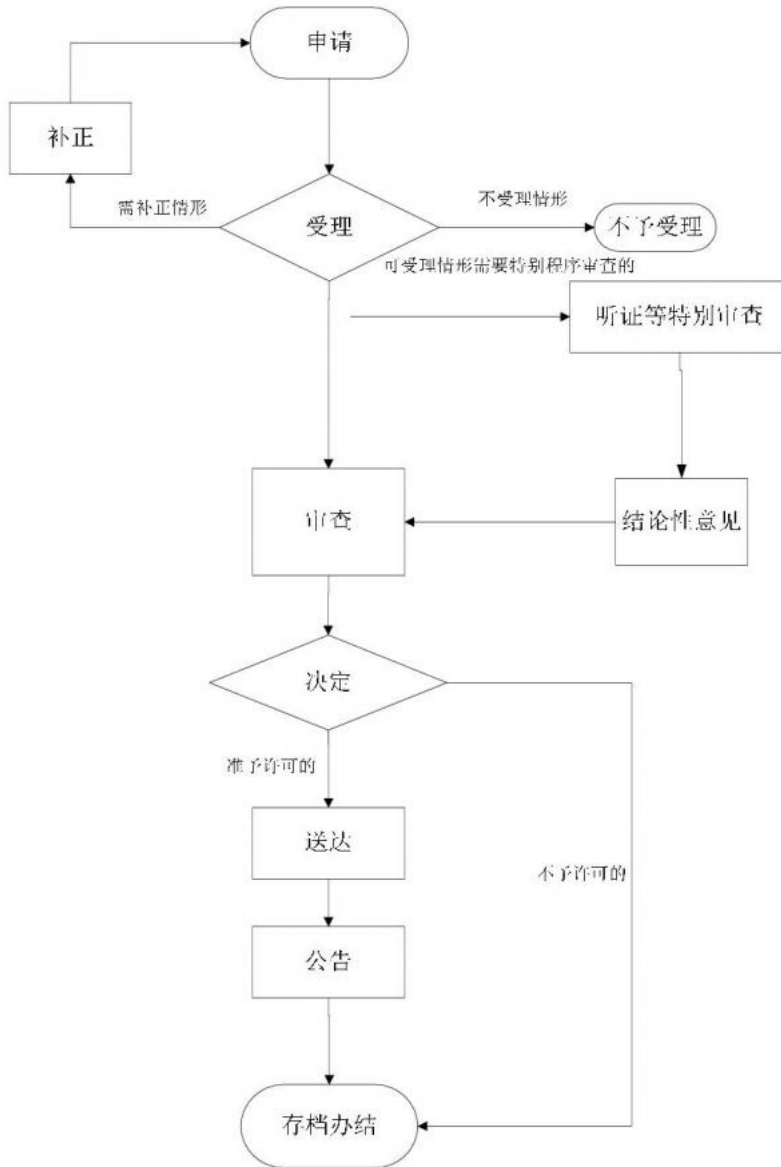 申请
补正
需补正情形
受理
不受理情形
不予受理
可受理情形需要特别程序审查的
听证等特别审查
审查
结论性意见
决定
准予许可的
送达
不予许可的
公告
存档办结